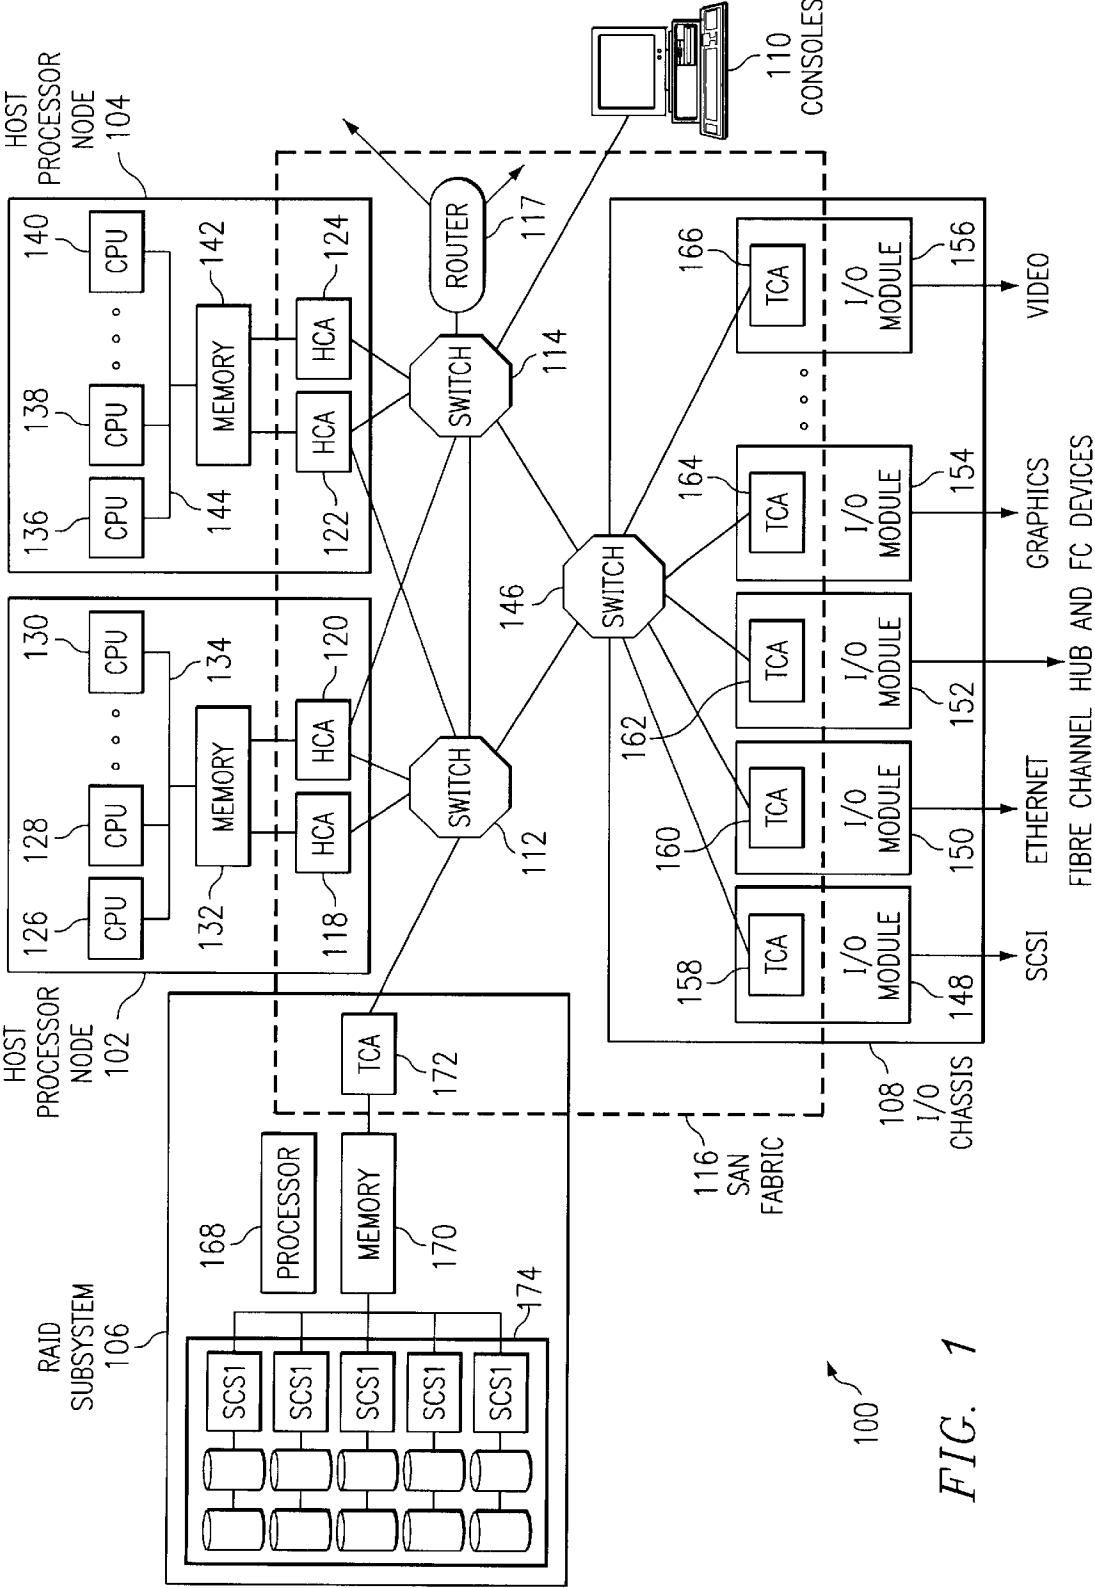 HOST
PROCESSOR
NODE
102
HOST
PROCESSOR
NODE
104
126
128
130
CPU
CPU
CPU
134
132
MEMORY
118
HCA
HCA
120
136
138
140
CPU
CPU
CPU
144
MEMORY
142
122
HCA
HCA
124
RAID
SUBSYSTEM
106
168
PROCESSOR
MEMORY
170
TCA
172
SCS1
SCS1
SCS1
SCS1
SCS1
174
SWITCH
112
SWITCH
114
ROUTER
117
110
CONSOLES
146
SWITCH
116
SAN
FABRIC
158
160
162
164
166
TCA
TCA
TCA
TCA
TCA
I/O
MODULE
I/O
MODULE
I/O
MODULE
I/O
MODULE
I/O
MODULE
148
150
152
154
156
108
I/O
CHASSIS
SCSI
ETHERNET
GRAPHICS
VIDEO
FIBRE CHANNEL HUB AND FC DEVICES
100
FIG. 1